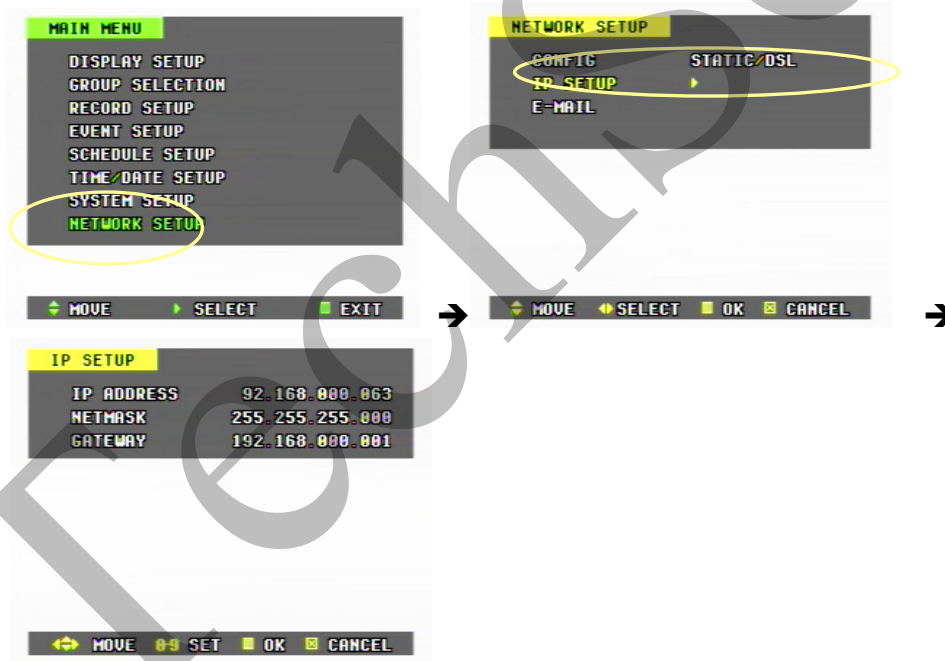 MAIN MENU
DISPLAY SETUP
GROUP SELECTION
RECORD SETUP
EVENT SETUP
SCHEDULE SETUP
TIME/DATE SETUP
SYSTEM SETUP
NETWORK SETUP
MOVE SELECT EXIT
NETWORK SETUP
CONFIG STATIC/DSL
IP SETUP
E-MAIL
MOVE SELECT OK CANCEL
IP SETUP
IP ADDRESS 92.168.000.063
NETMASK 255.255.255.000
GATEWAY 192.168.000.001
MOVE 0-9 SET OK CANCEL